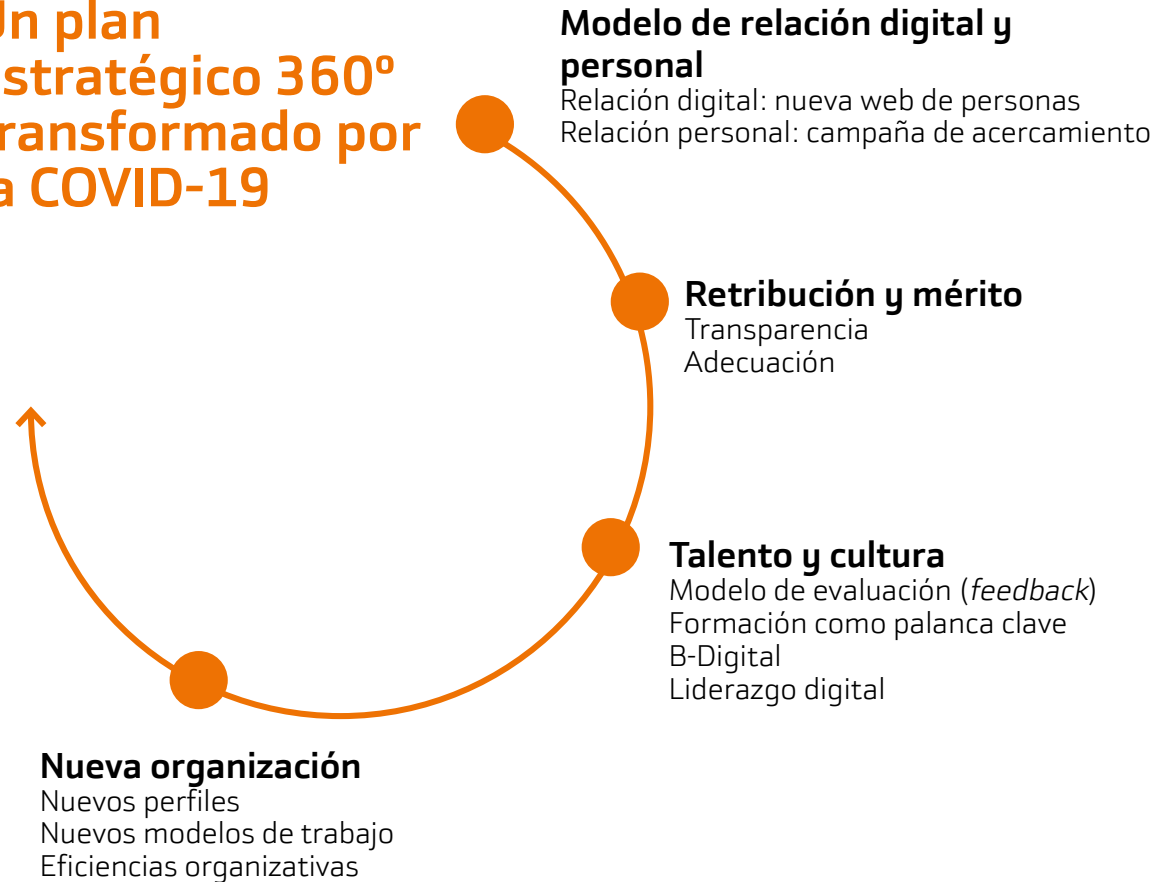 Un plan
estratégico 360º
transformado por
la COVID-19
Modelo de relación digital y
personal
Relación digital: nueva web de personas
Relación personal: campaña de acercamiento
Retribución y mérito
Transparencia
Adecuación
Talento y cultura
Modelo de evaluación (feedback)
Formación como palanca clave
B-Digital
Liderazgo digital
Nueva organización
Nuevos perfiles
Nuevos modelos de trabajo
Eficiencias organizativas